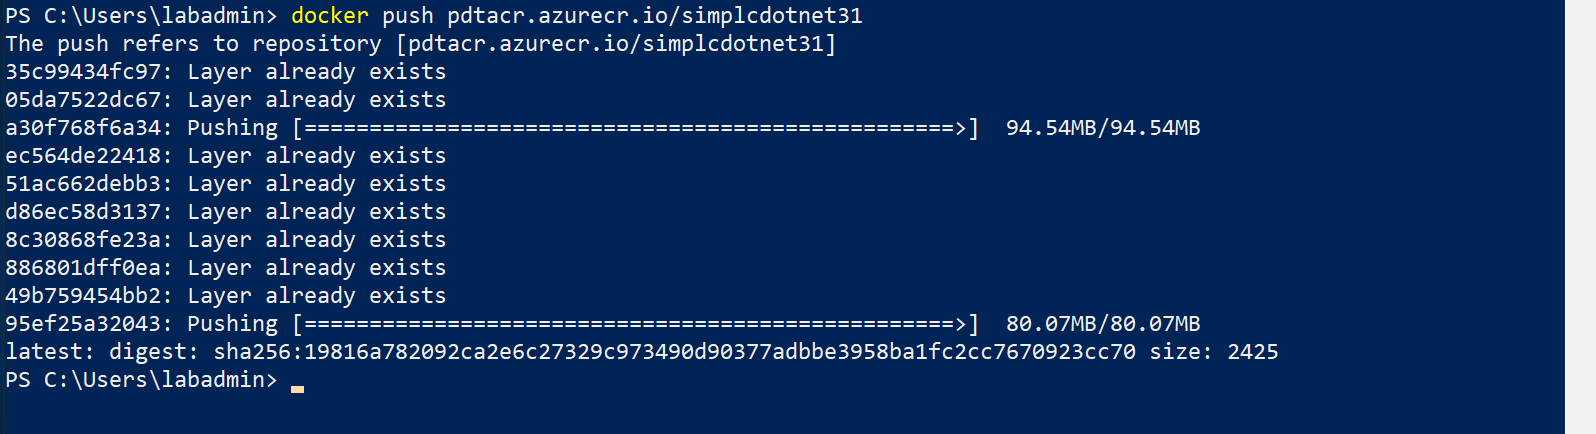 PS C:\Users\labadmin> docker push pdtacr.azurecr.io/simplcdotnet31
The push refers to repository [pdtacr.azurecr.io/simplcdotnet31]
35c99434fc97: Layer already exists
05da7522dc67: Layer already exists
a30f768f6a34: Pushing [==================================================>]  94.54MB/94.54MB
ec564de22418: Layer already exists
51ac662debb3: Layer already exists
d86ec58d3137: Layer already exists
8c30868fe23a: Layer already exists
886801dff0ea: Layer already exists
49b759454bb2: Layer already exists
95ef25a32043: Pushing [==================================================>]  80.07MB/80.07MB
latest: digest: sha256:19816a782092ca2e6c27329c973490d90377adbbe3958ba1fc2cc7670923cc70 size: 2425
PS C:\Users\labadmin>